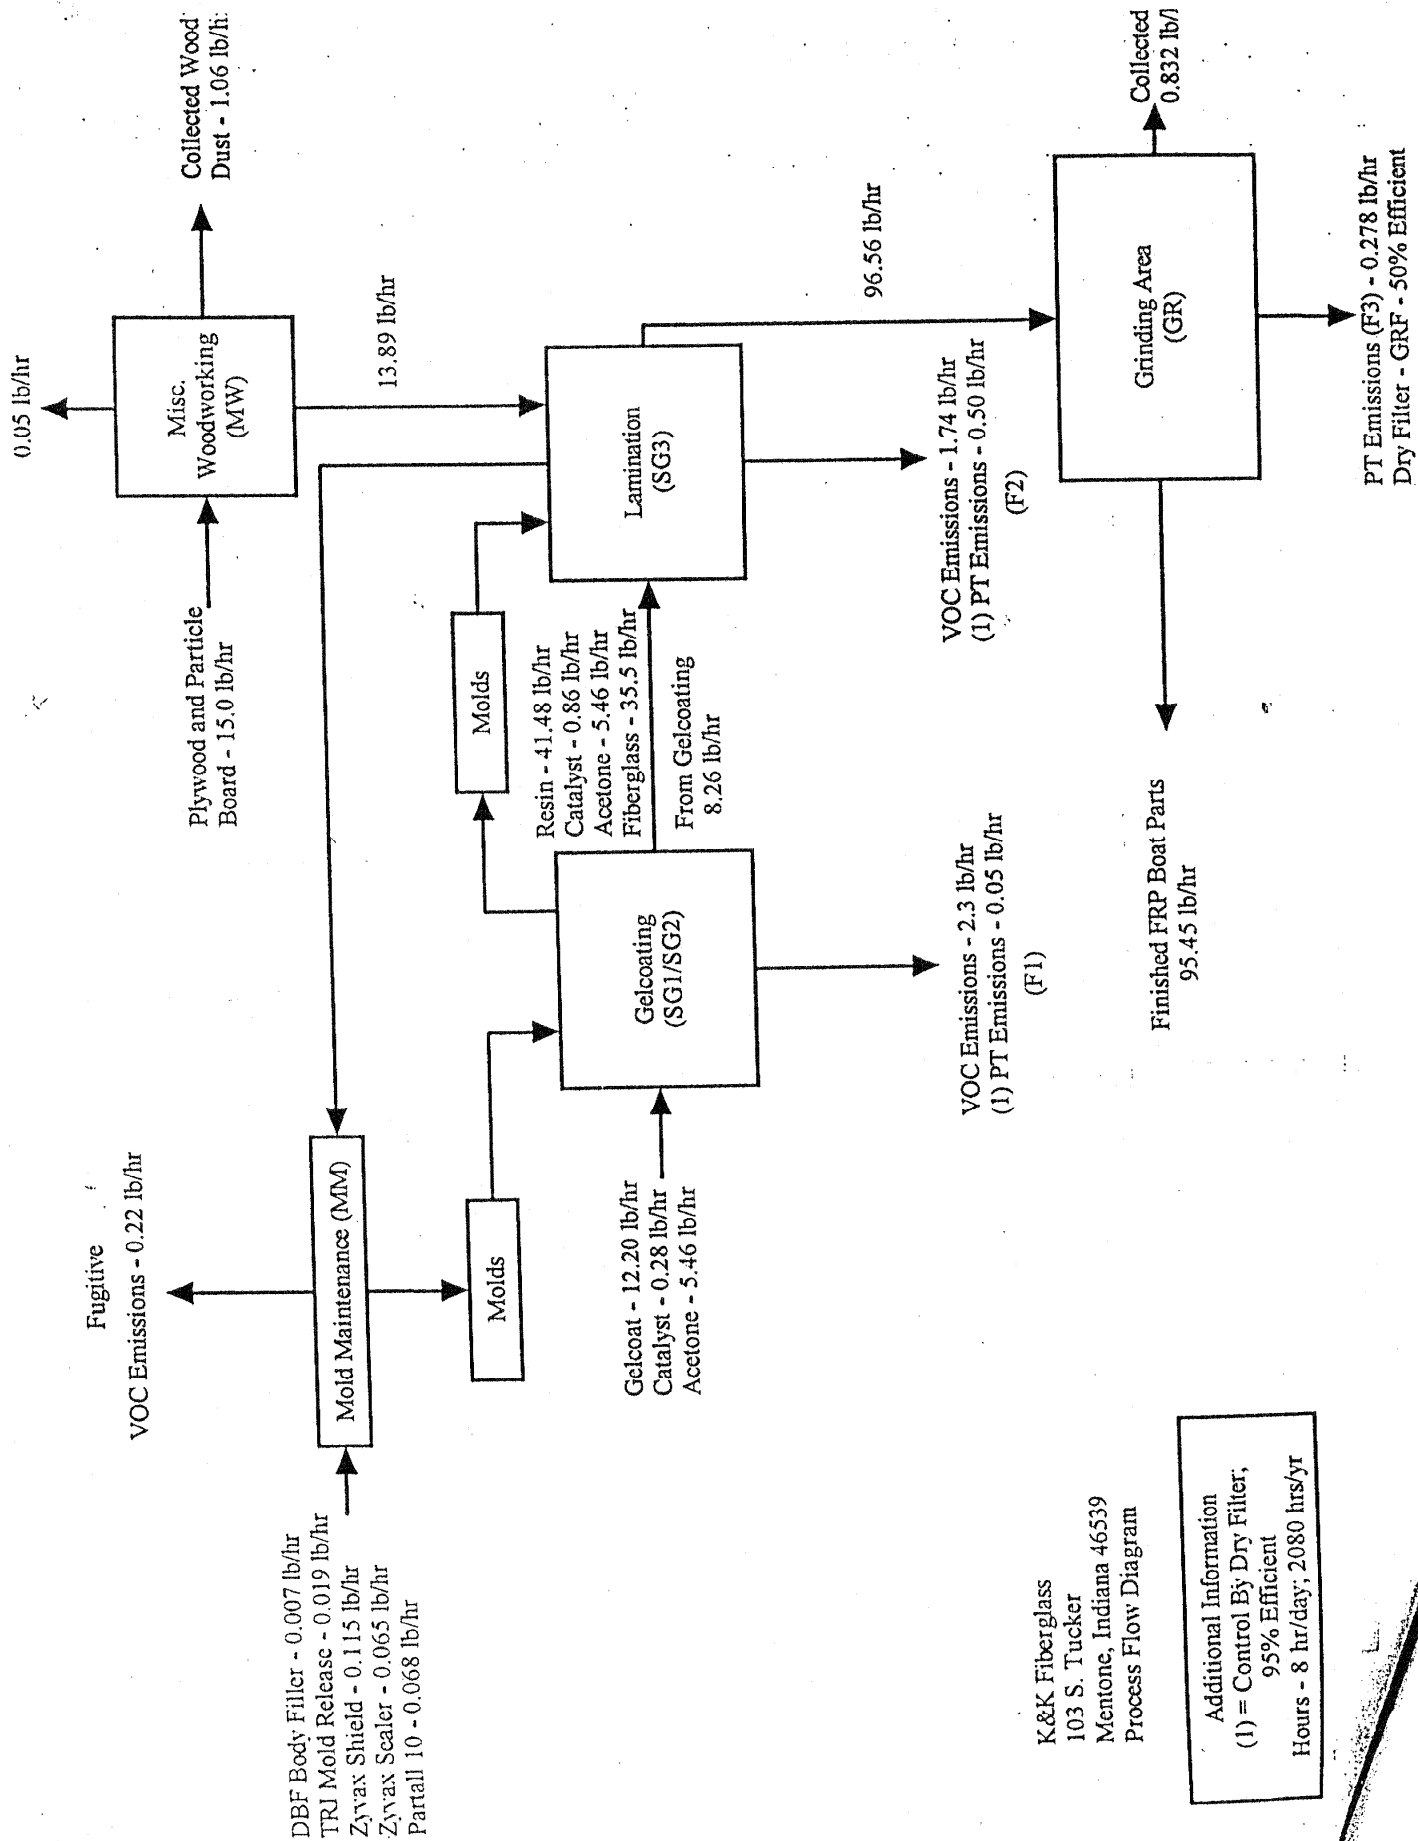 Fugitive
VOC Emissions - 0.22 lb/hr
DBF Body Filler - 0.007 lb/hr
TR1 Mold Release - 0.019 lb/hr
Zyvax Shield - 0.115 lb/hr
Zyvax Sealer - 0.065 lb/hr
Partall 10 - 0.068 lb/hr
Mold Maintenance (MM)
Molds
0.05 lb/hr
Plywood and Particle
Board - 15.0 lb/hr
Misc.
Woodworking
(MW)
Collected Wood
Dust - 1.06 lb/h
13.89 lb/hr
Molds
Gelcoat - 12.20 lb/hr
Catalyst - 0.28 lb/hr
Acetone - 5.46 lb/hr
Gelcoating
(SG1/SG2)
Resin - 41.48 lb/hr
Catalyst - 0.86 lb/hr
Acetone - 5.46 lb/hr
Fiberglass - 35.5 lb/hr
From Gelcoating
8.26 lb/hr
Lamination
(SG3)
96.56 lb/hr
VOC Emissions - 2.3 lb/hr
(1) PT Emissions - 0.05 lb/hr
(F1)
VOC Emissions - 1.74 lb/hr
(1) PT Emissions - 0.50 lb/hr
(F2)
Finished FRP Boat Parts
95.45 lb/hr
Grinding Area
(GR)
Collected
0.832 lb/
PT Emissions (F3) - 0.278 lb/hr
Dry Filter - GRF - 50% Efficient
K&K Fiberglass
103 S. Tucker
Mentone, Indiana 46539
Process Flow Diagram
Additional Information
(1) = Control By Dry Filter;
95% Efficient
Hours - 8 hr/day; 2080 hrs/yr